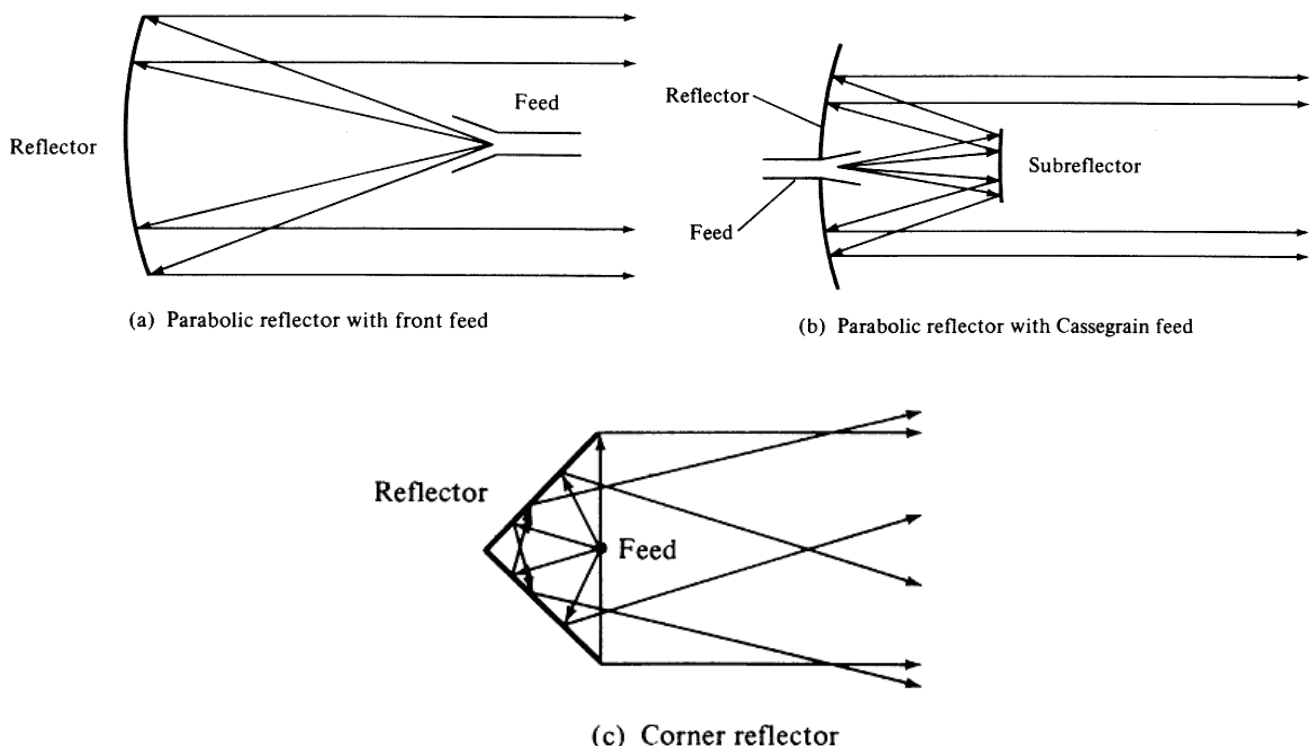 Feed
Reflector
(a) Parabolic reflector with front feed
Reflector
Subreflector
Feed
(b) Parabolic reflector with Cassegrain feed
Reflector
Feed
(c) Corner reflector